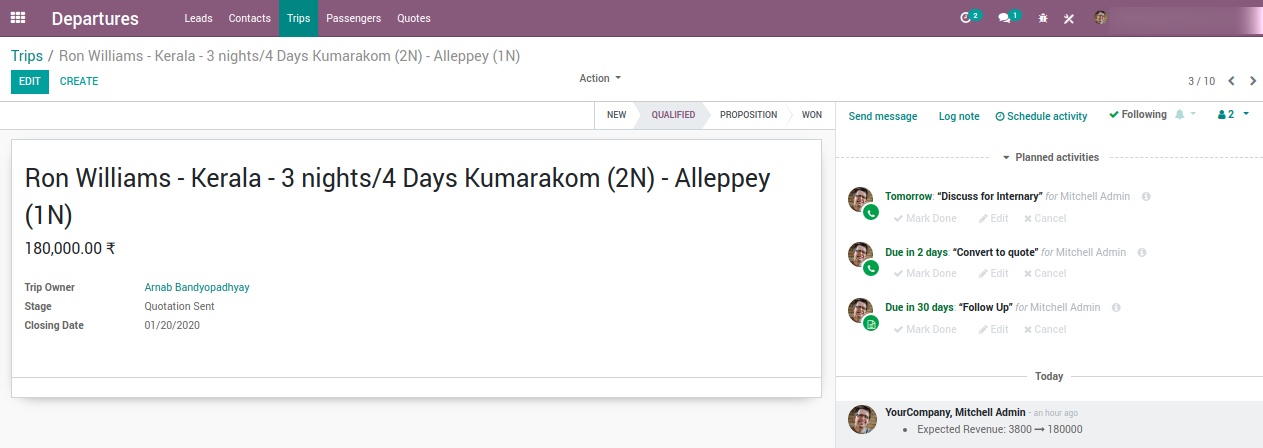 Departures Leads Contacts Trips Passengers Quotes 2 1
Trips / Ron Williams - Kerala - 3 nights/4 Days Kumarakom (2N) - Alleppey (1N)
EDIT CREATE Action 3 / 10
NEW QUALIFIED PROPOSITION WON
Send message Log note Schedule activity Following 2
Ron Williams - Kerala - 3 nights/4 Days Kumarakom (2N) - Alleppey
(1N)
180,000.00 ₹
Trip Owner Arnab Bandyopadhyay
Stage Quotation Sent
Closing Date 01/20/2020
Planned activities
Tomorrow: “Discuss for Internary” for Mitchell Admin
Mark Done Edit Cancel
Due in 2 days: “Convert to quote” for Mitchell Admin
Mark Done Edit Cancel
Due in 30 days: “Follow Up” for Mitchell Admin
Mark Done Edit Cancel
Today
YourCompany, Mitchell Admin - an hour ago
• Expected Revenue: 3800 → 180000